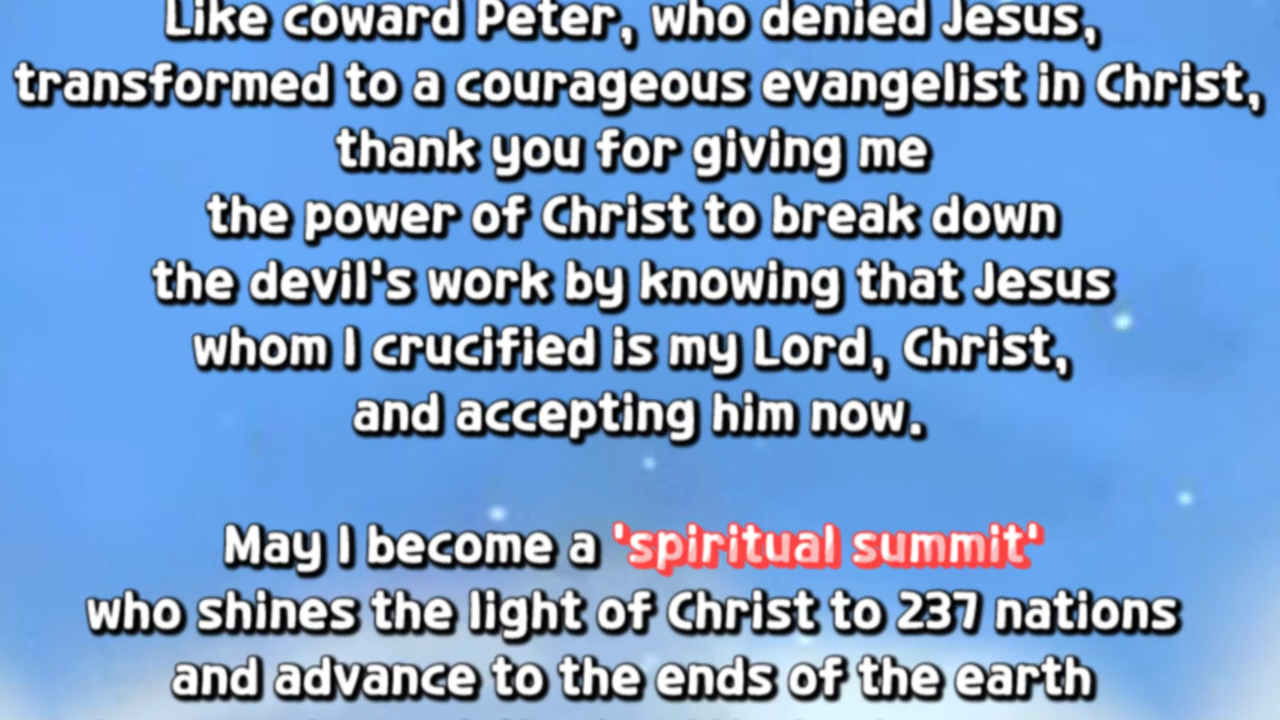 Like coward Peter, who denied Jesus,
transformed to a courageous evangelist in Christ,
thank you for giving me
the power of Christ to break down
the devil's work by knowing that Jesus
whom I crucified is my Lord, Christ,
and accepting him now.
May I become a 'spiritual summit'
who shines the light of Christ to 237 nations
and advance to the ends of the earth